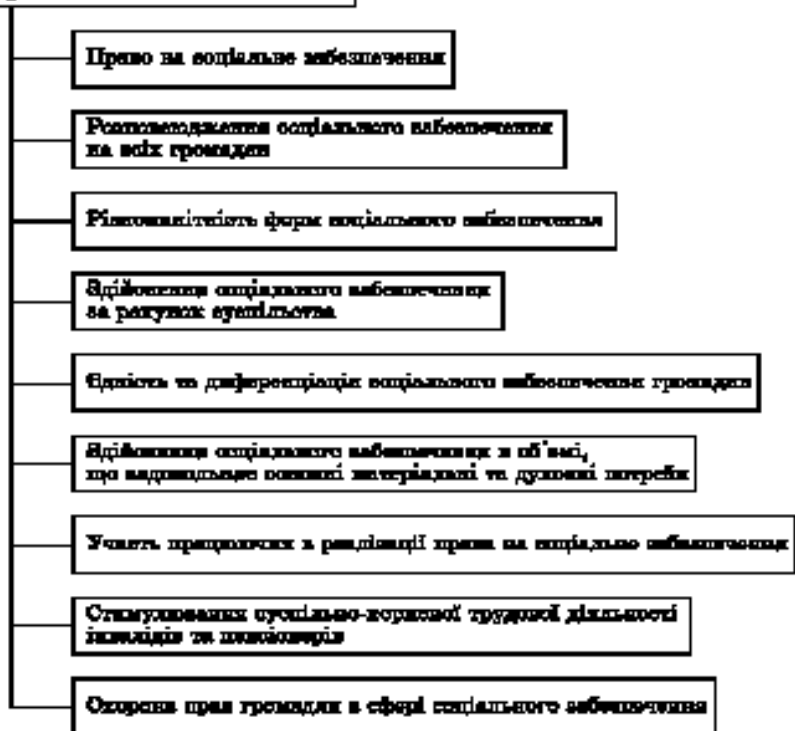 Право на соціальне забезпечення
Розповсюдження соціального забезпечення
на всіх громадян
Різноманітність форм соціального забезпечення
Здійснення соціального забезпечення
за рахунок суспільства
Єдність та диференціація соціального забезпечення громадян
Здійснення соціального забезпечення в об'ємі,
що задовольняє основні матеріальні та духовні потреби
Участь працюючих в реалізації права на соціальне забезпечення
Стимулювання суспільно-корисної трудової діяльності
інвалідів та пенсіонерів
Охорона прав громадян в сфері соціального забезпечення